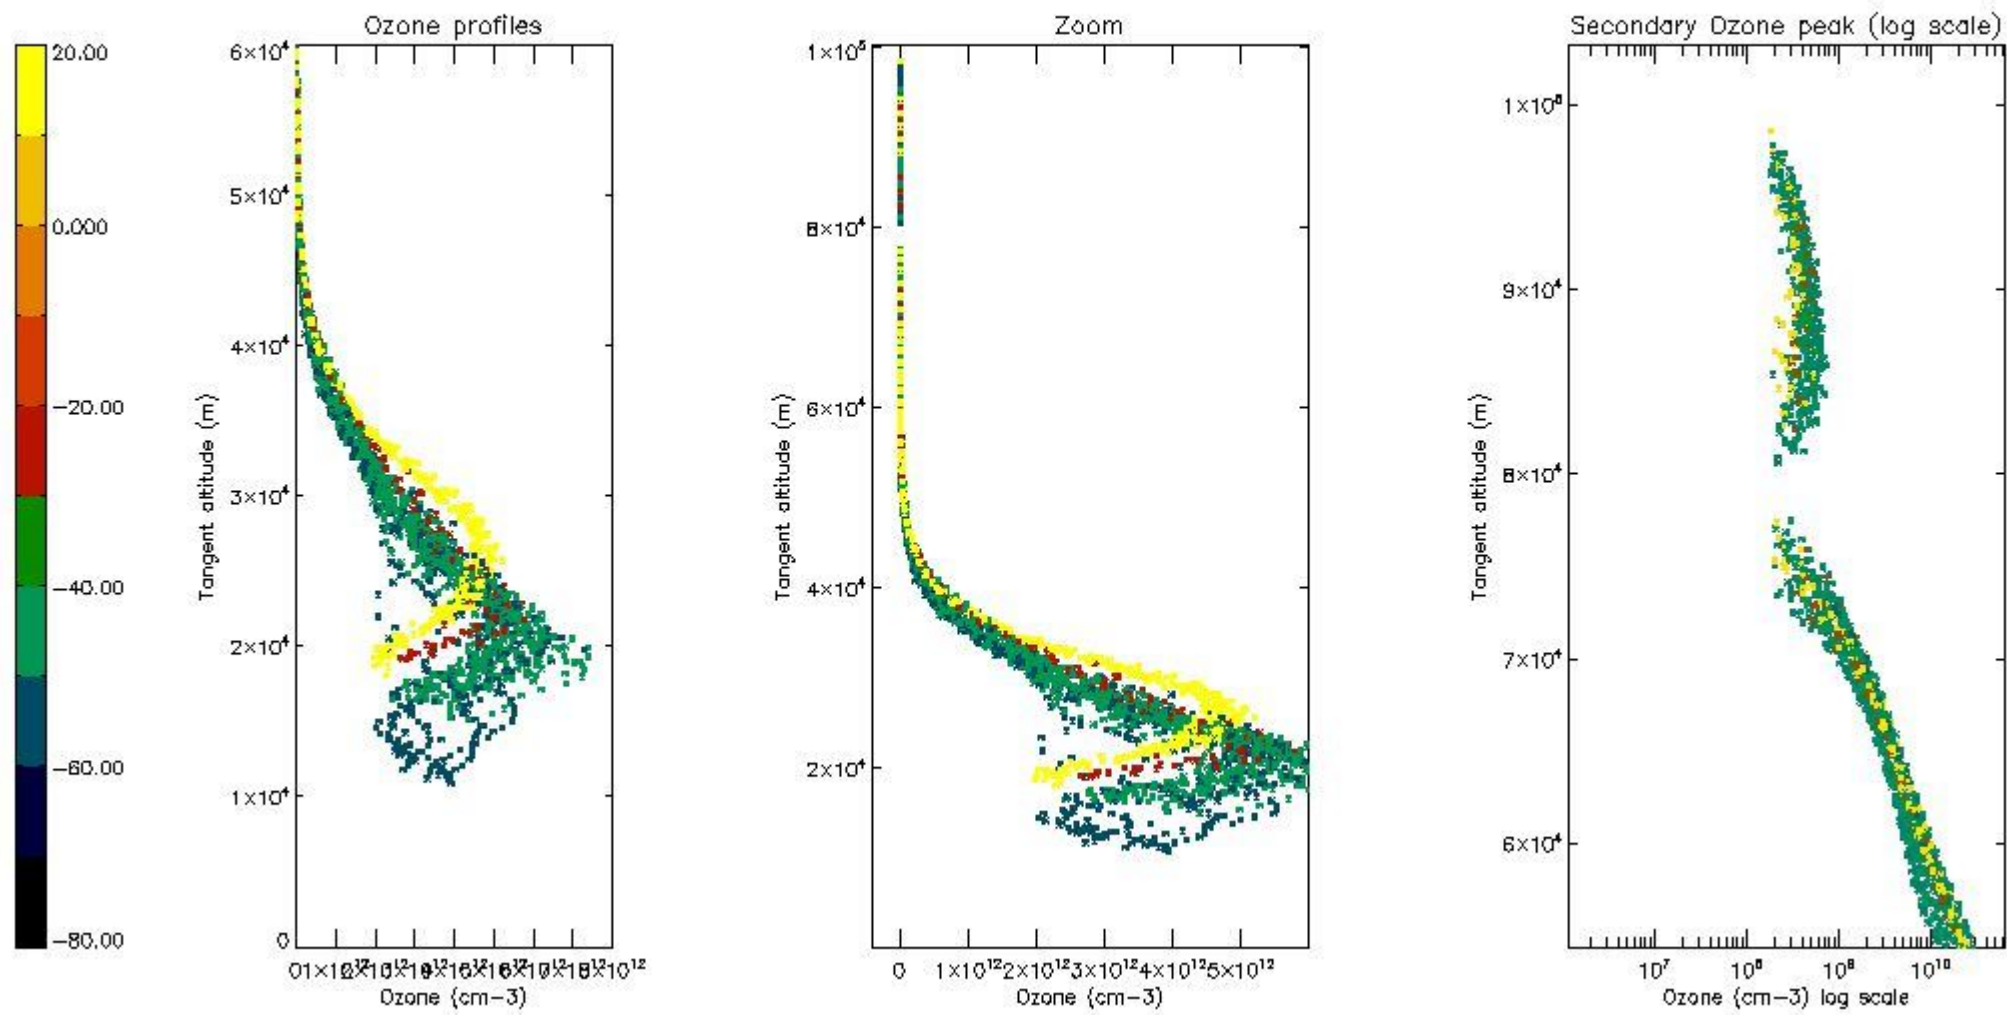 20.00
0.000
−20.00
−40.00
−60.00
−80.00
Ozone profiles
6×10⁴
5×10⁴
4×10⁴
3×10⁴
2×10⁴
1×10⁴
0
Tangent altitude (m)
Ozone (cm−3)
Zoom
1×10⁵
8×10⁴
6×10⁴
4×10⁴
2×10⁴
Tangent altitude (m)
0 1×10¹² 2×10¹² 3×10¹² 4×10¹² 5×10¹²
Ozone (cm−3)
Secondary Ozone peak (log scale)
1×10⁵
9×10⁴
8×10⁴
7×10⁴
6×10⁴
Tangent altitude (m)
10⁷ 10⁸ 10⁹ 10¹⁰
Ozone (cm−3) log scale